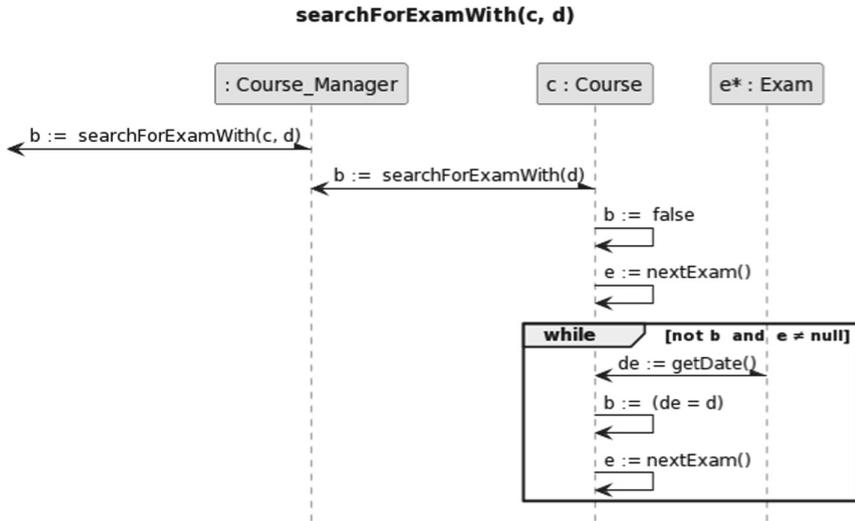 searchForExamWith(c, d)
: Course_Manager
c : Course
e* : Exam
b := searchForExamWith(c, d)
b := searchForExamWith(d)
b := false
e := nextExam()
while [not b and e ≠ null]
de := getDate()
b := (de = d)
e := nextExam()